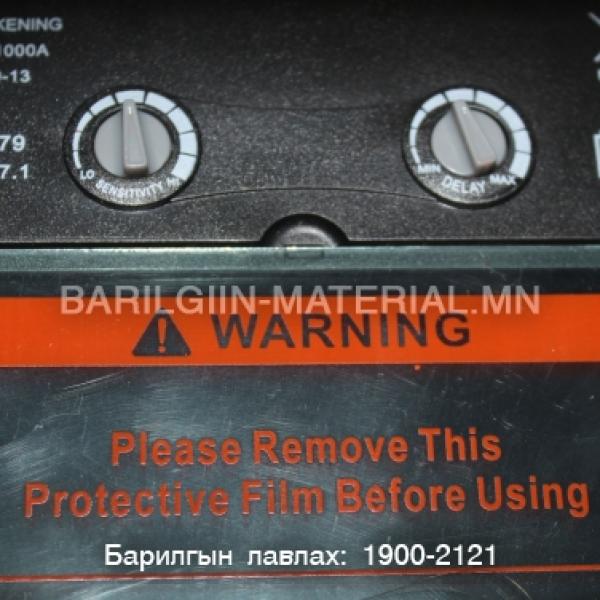 KENING
1000A
-13
79
7.1
LO SENSITIVITY HI
MIN DELAY MAX
BARILGIIN-MATERIAL.MN
WARNING
Please Remove This
Protective Film Before Using
Барилгын лавлах: 1900-2121